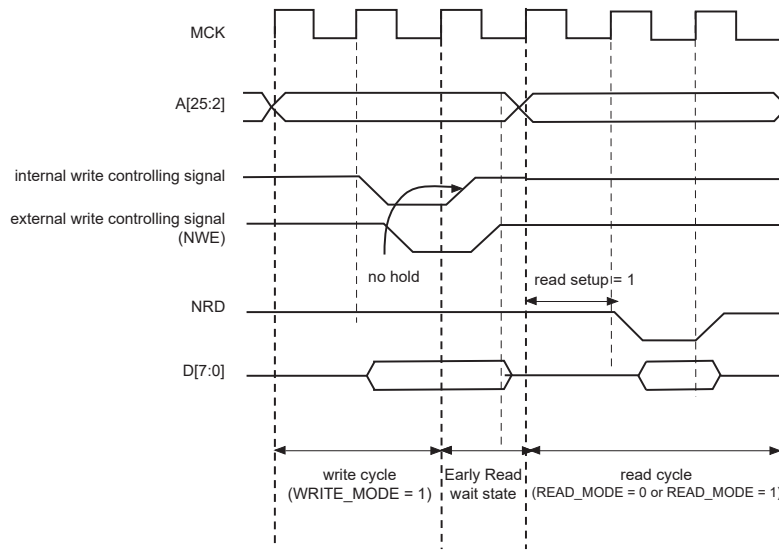 MCK
A[25:2]
internal write controlling signal
external write controlling signal
(NWE)
no hold
read setup = 1
NRD
D[7:0]
write cycle
(WRITE_MODE = 1)
Early Read
wait state
read cycle
(READ_MODE = 0 or READ_MODE = 1)